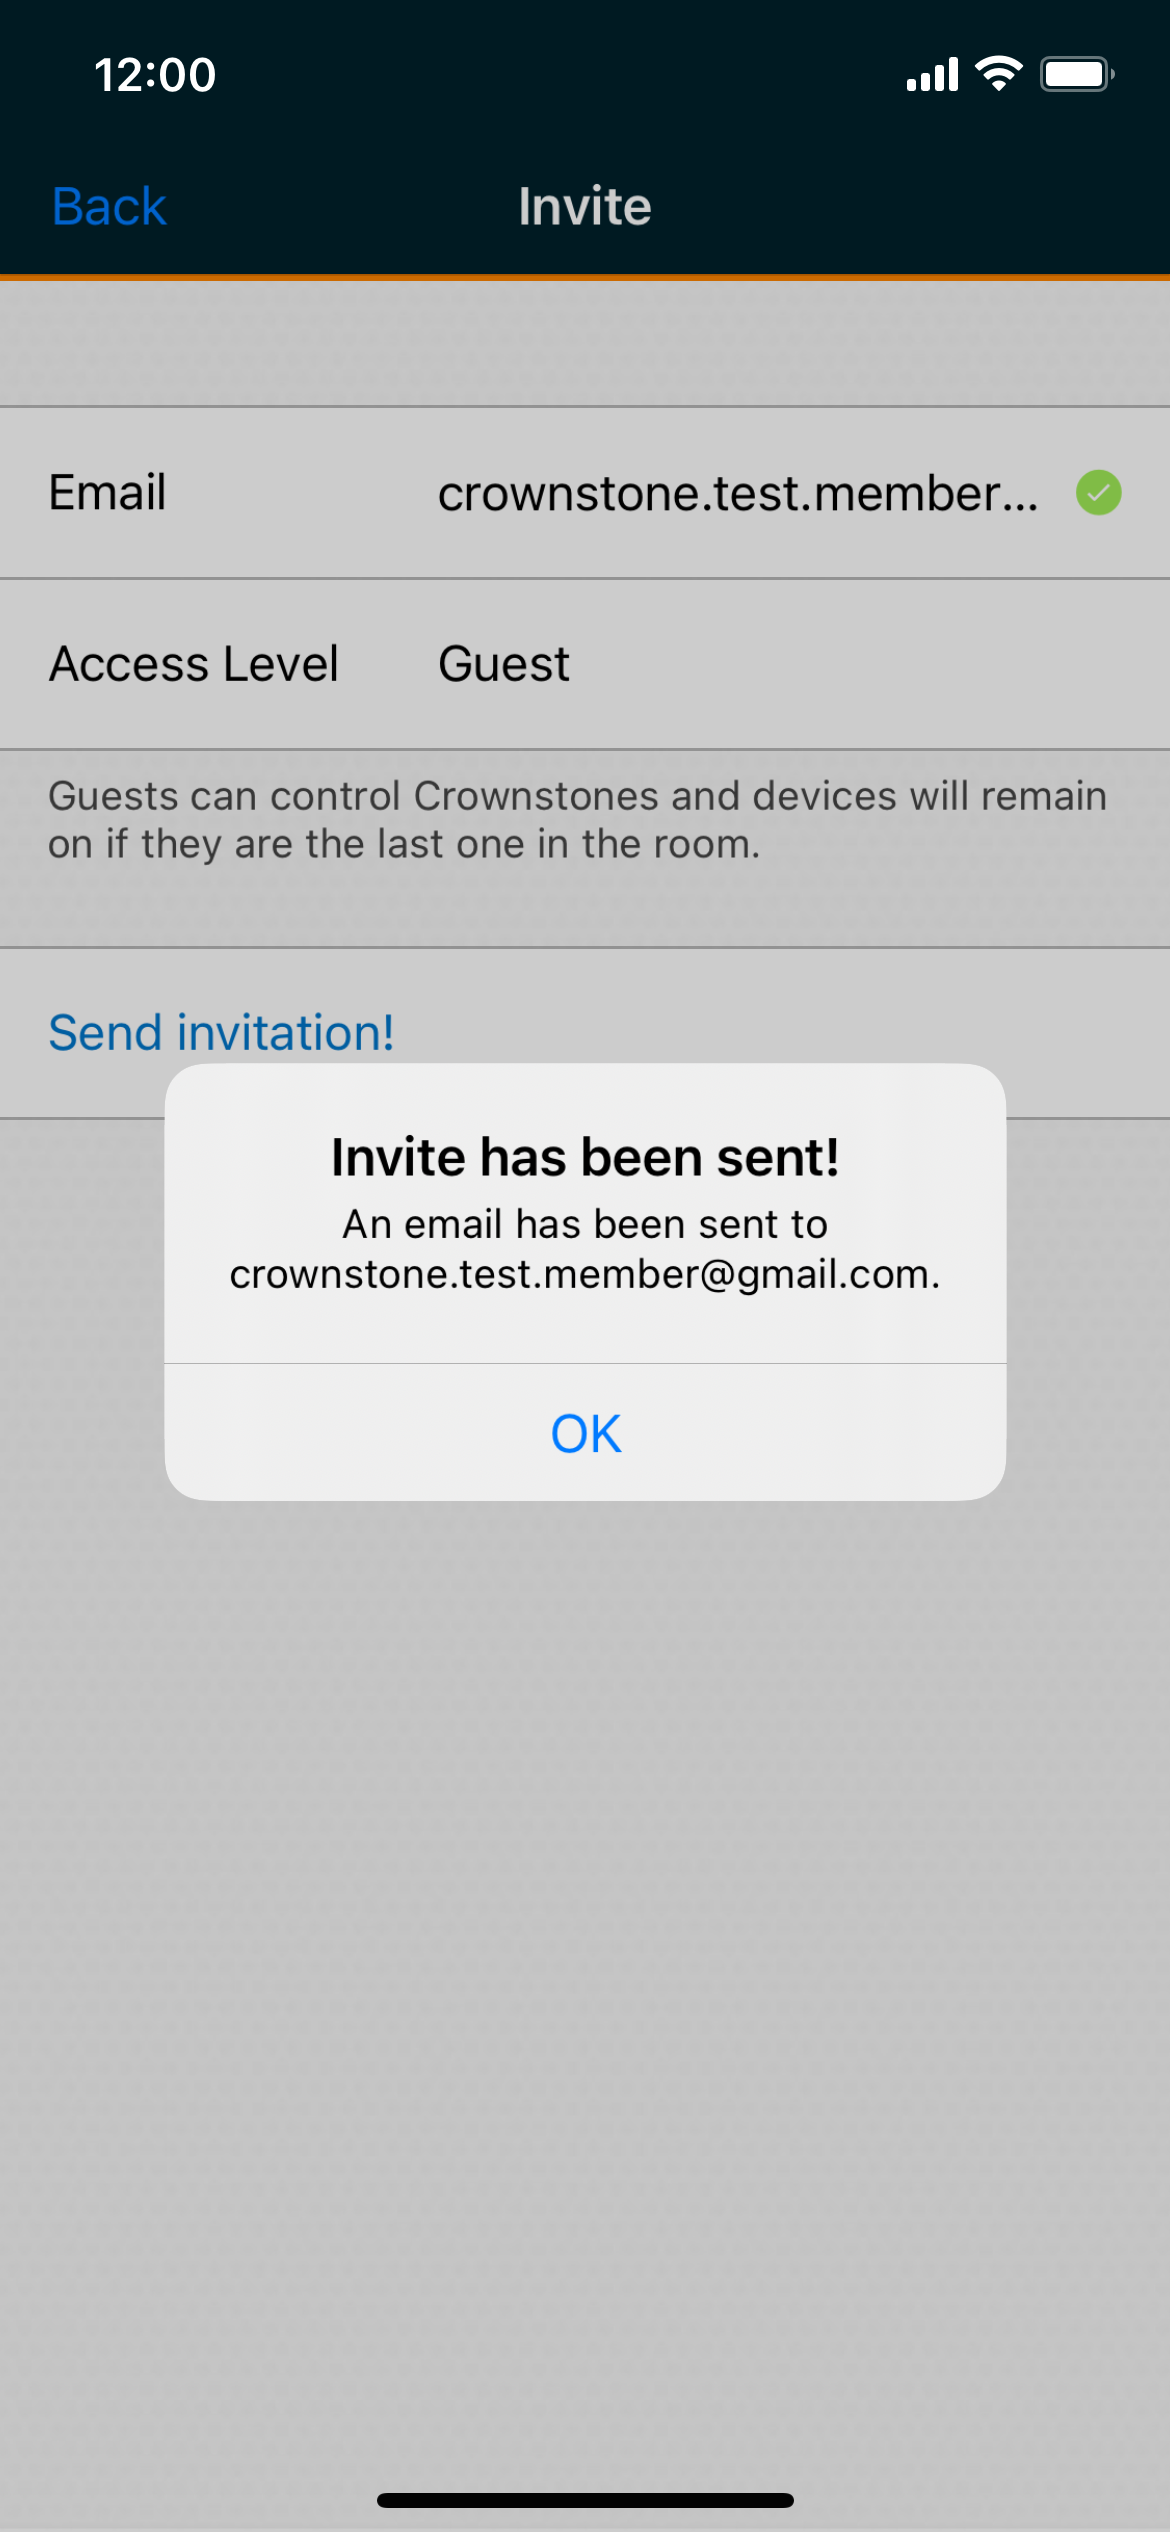 12:00
Back
Invite
Email
crownstone.test.member...
Access Level
Guest
Guests can control Crownstones and devices will remain
on if they are the last one in the room.
Send invitation!
Invite has been sent!
An email has been sent to
crownstone.test.member@gmail.com.
OK